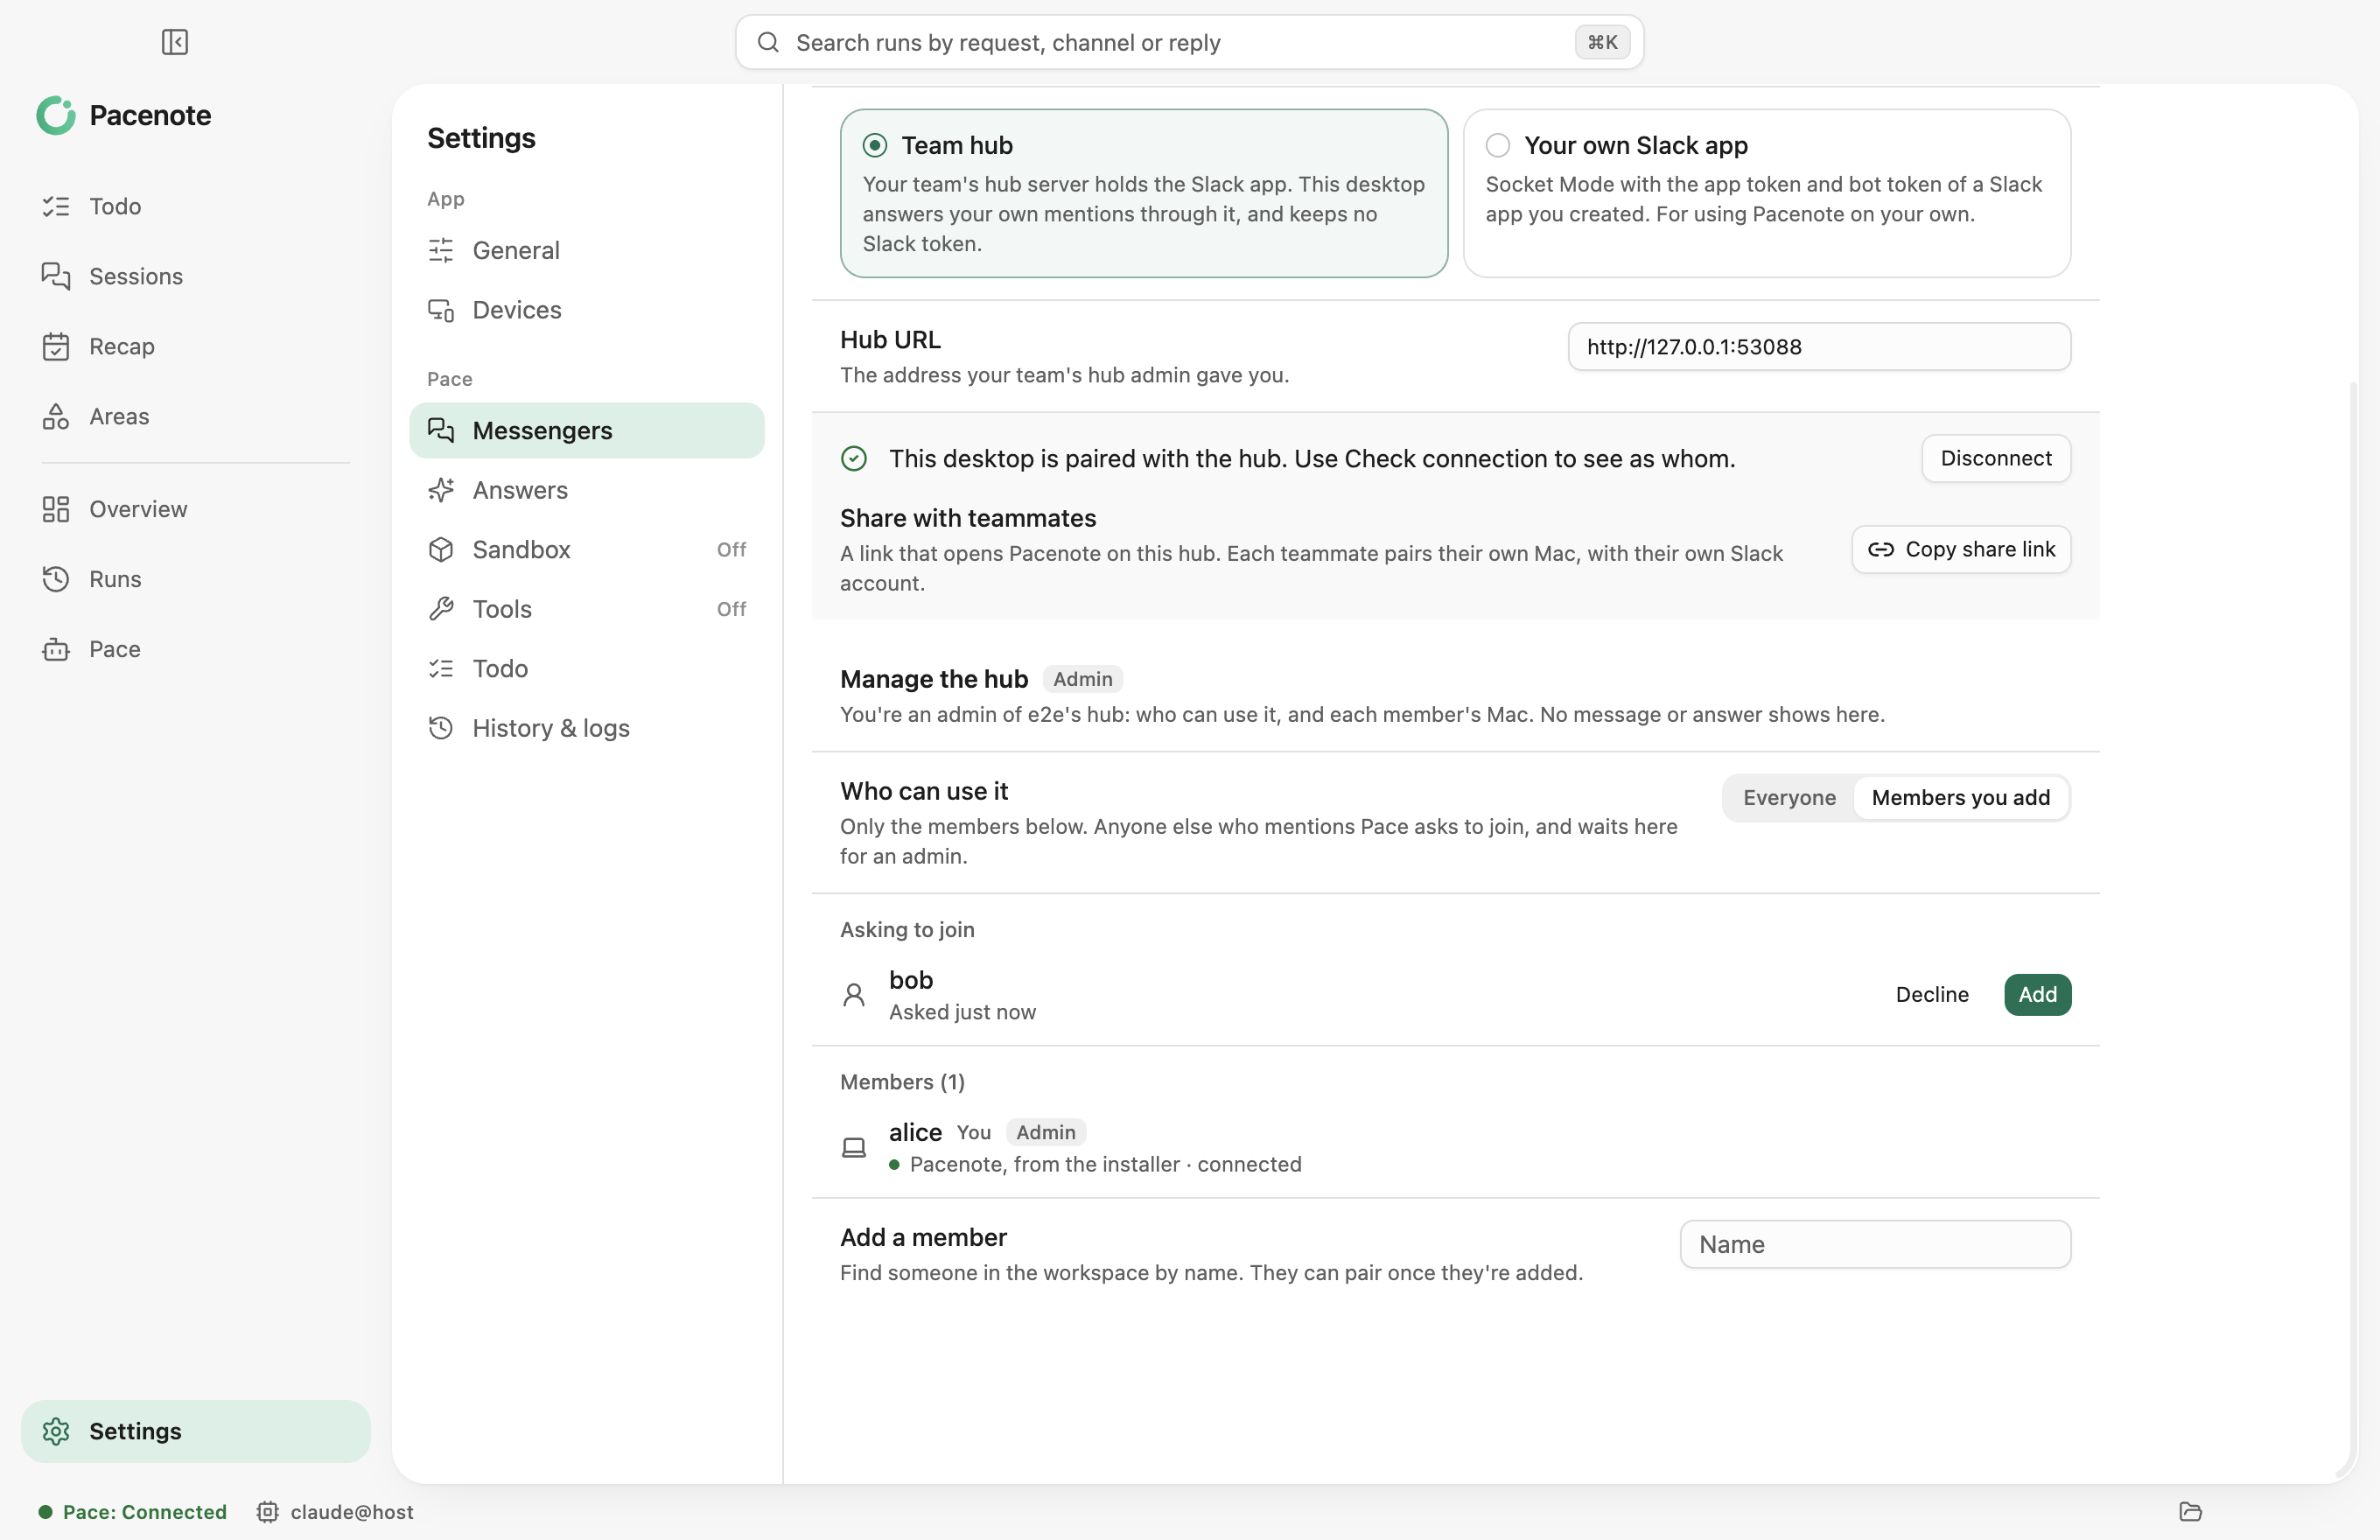 Search runs by request, channel or reply
⌘K
Pacenote
Todo
Sessions
Recap
Areas
Overview
Runs
Pace
Settings
Pace: Connected
claude@host
Settings
App
General
Devices
Pace
Messengers
Answers
Sandbox Off
Tools Off
Todo
History & logs
Team hub
Your team's hub server holds the Slack app. This desktop
answers your own mentions through it, and keeps no
Slack token.
Your own Slack app
Socket Mode with the app token and bot token of a Slack
app you created. For using Pacenote on your own.
Hub URL
The address your team's hub admin gave you.
http://127.0.0.1:53088
This desktop is paired with the hub. Use Check connection to see as whom.
Disconnect
Share with teammates
A link that opens Pacenote on this hub. Each teammate pairs their own Mac, with their own Slack
account.
Copy share link
Manage the hub Admin
You're an admin of e2e's hub: who can use it, and each member's Mac. No message or answer shows here.
Who can use it
Only the members below. Anyone else who mentions Pace asks to join, and waits here
for an admin.
Everyone Members you add
Asking to join
bob
Asked just now
Decline Add
Members (1)
alice You Admin
Pacenote, from the installer · connected
Add a member
Find someone in the workspace by name. They can pair once they're added.
Name